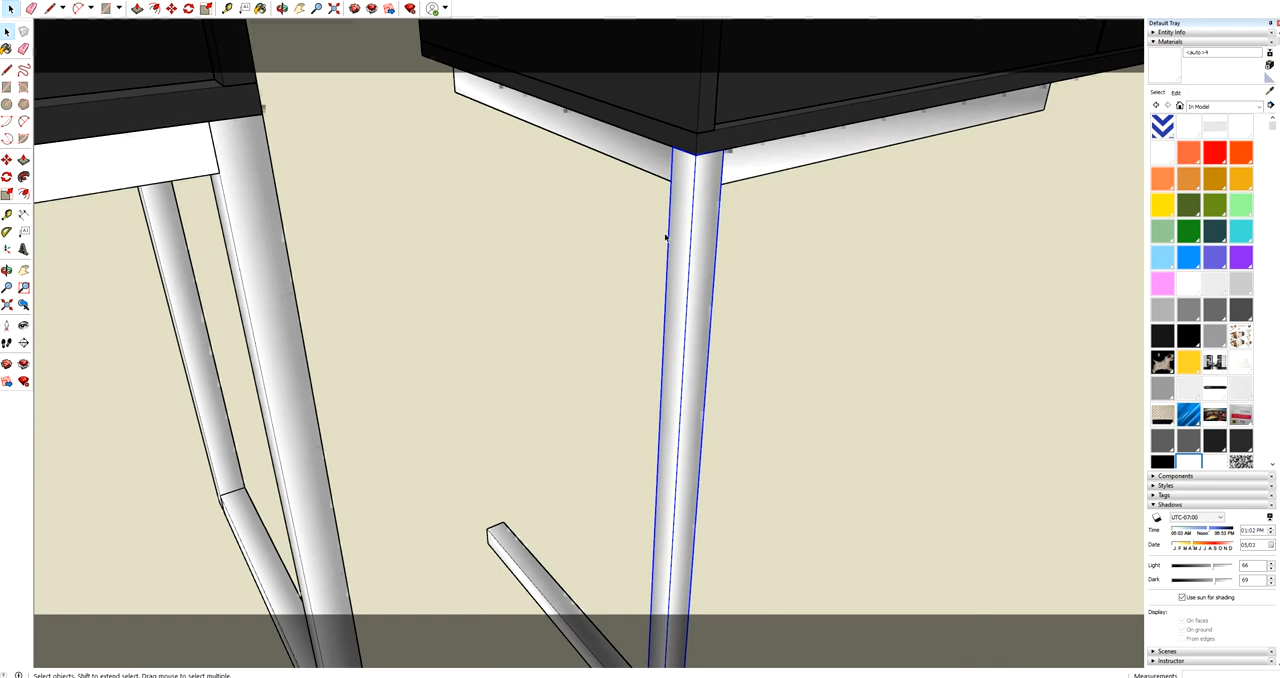 Default Tray
Entity Info
Materials
<auto>4
Select Edit
In Model
Components
Styles
Tags
Shadows
UTC-07:00
Time 05:03 AM Noon 06:53 PM 01:02 PM
Date J F M A M J J A S O N D 05/03
Light 66
Dark 69
Use sun for shading
Display:
On faces
On ground
From edges
Scenes
Instructor
Select objects. Shift to extend select. Drag mouse to select multiple.
Measurements